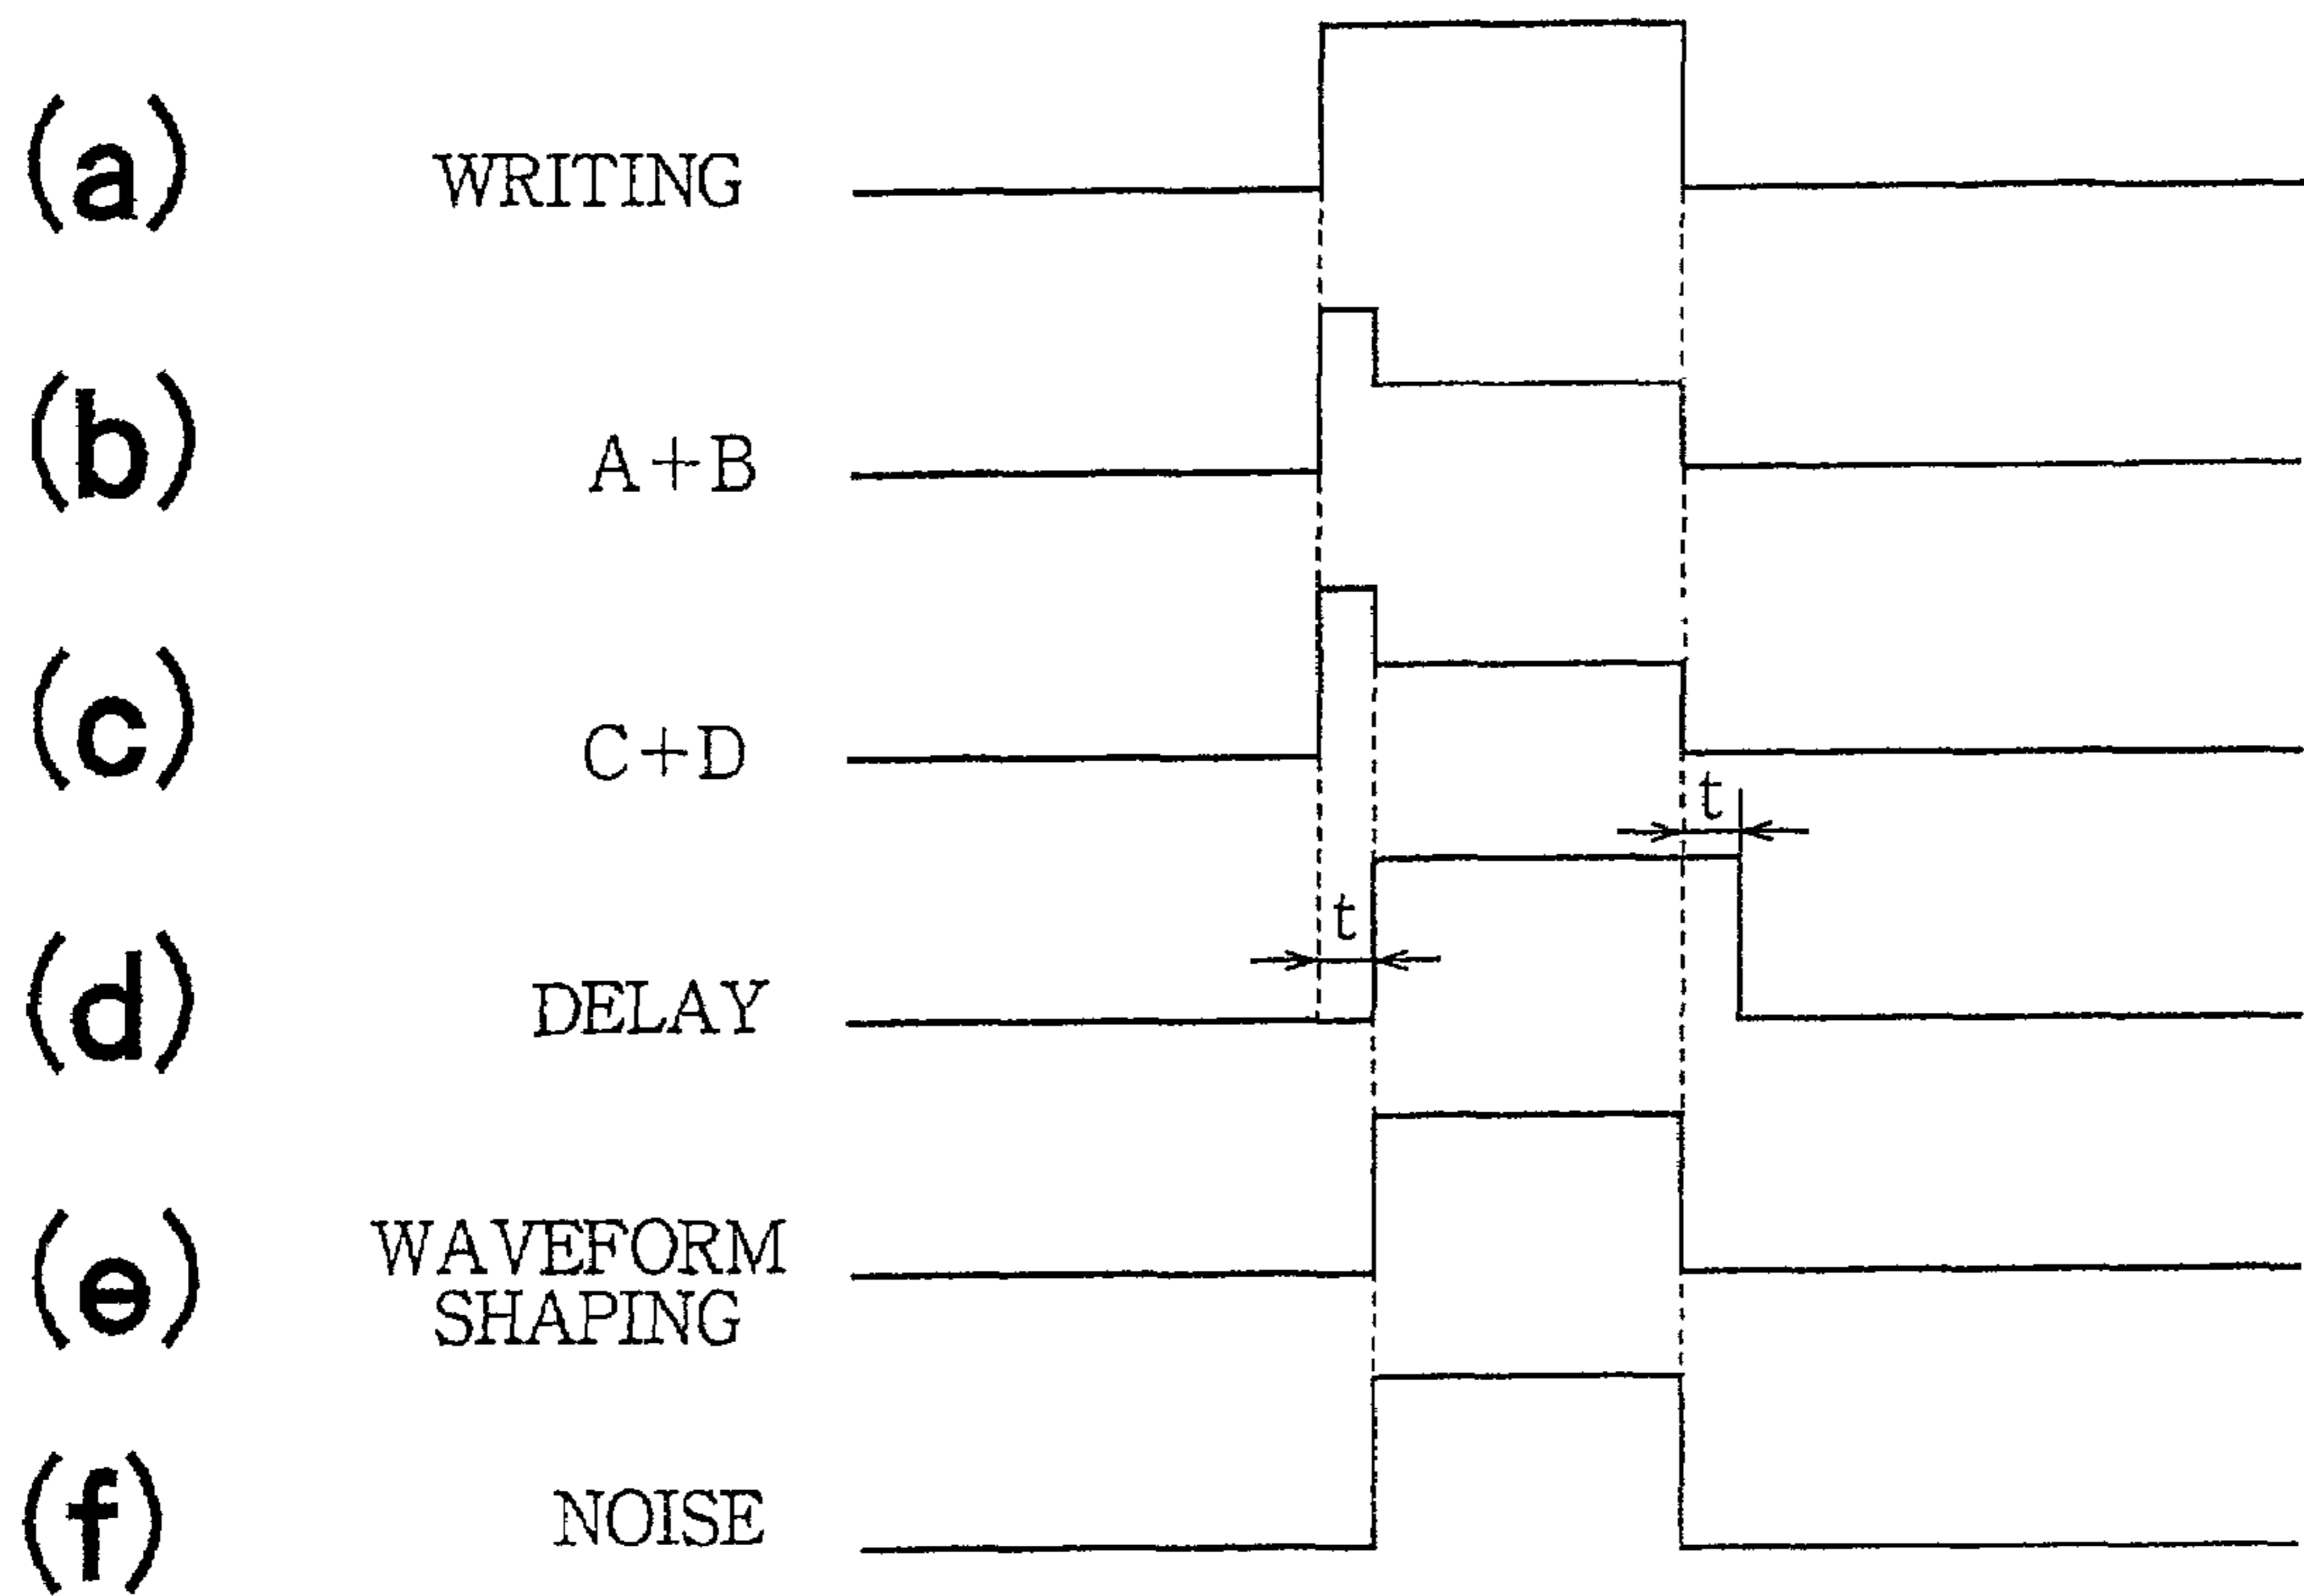 (a) WRITING
(b) A+B
(c) C+D
t
t
(d) DELAY
(e) WAVEFORM
SHAPING
(f) NOISE